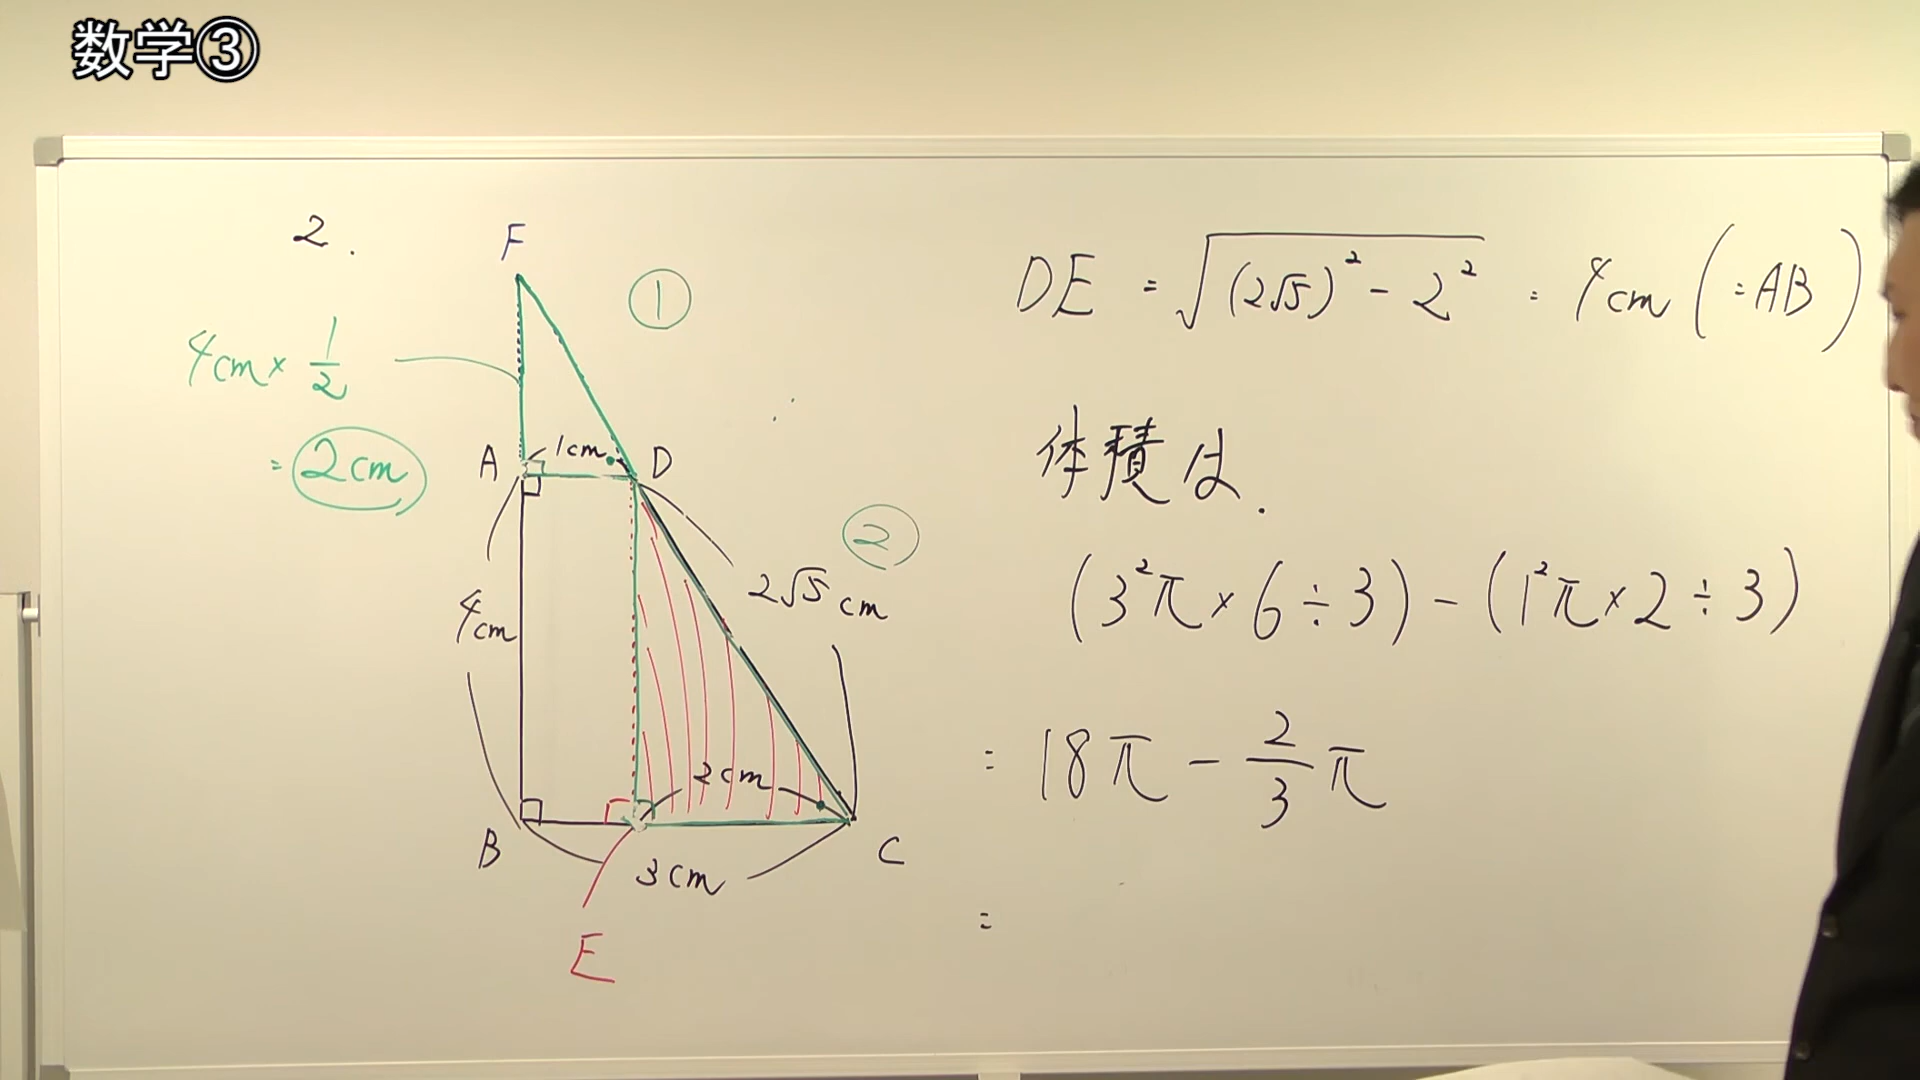 数学③
2.
F
①
4cm × 1/2
= 2cm
A
1cm
D
②
2√5 cm
4cm
2cm
B
3cm
C
E
DE = √(2√5)² - 2² = 4cm (=AB)
体積は.
(3²π × 6 ÷ 3) - (1²π × 2 ÷ 3)
= 18π - 2/3 π
=